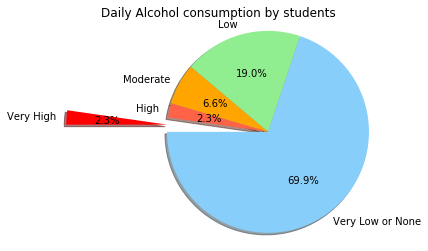 Daily Alcohol consumption by students
Low
19.0%
Moderate
6.6%
High
2.3%
Very High
2.3%
69.9%
Very Low or None